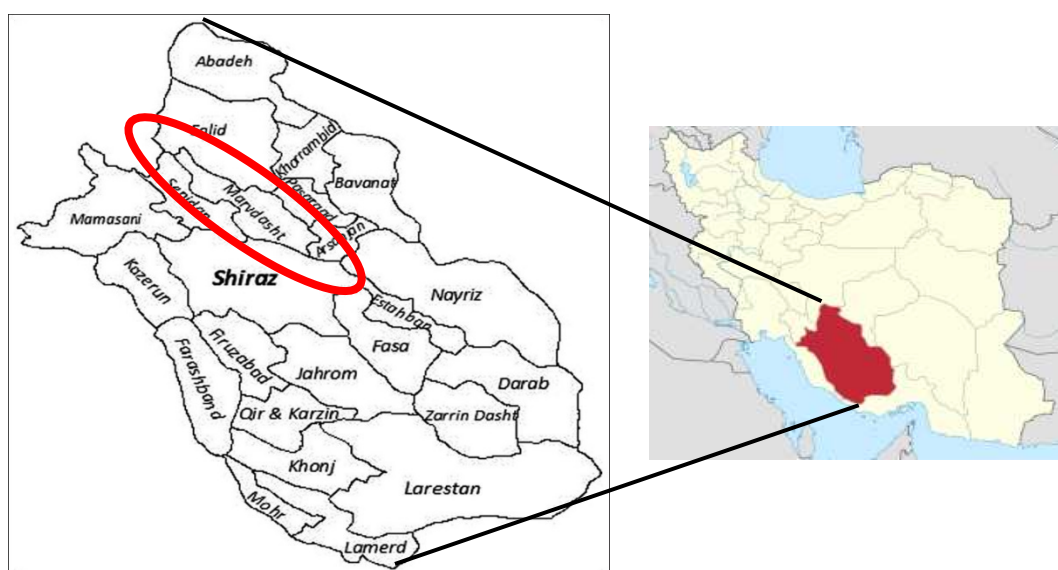 Abadeh
Eqlid
Khorrambid
Bavanat
Pasargad
Sepidan
Marvdasht
Arsanjan
Mamasani
Shiraz
Kazerun
Nayriz
Estahban
Fasa
Firuzabad
Farashband
Jahrom
Darab
Qir & Karzin
Zarrin Dasht
Khonj
Larestan
Mohr
Lamerd